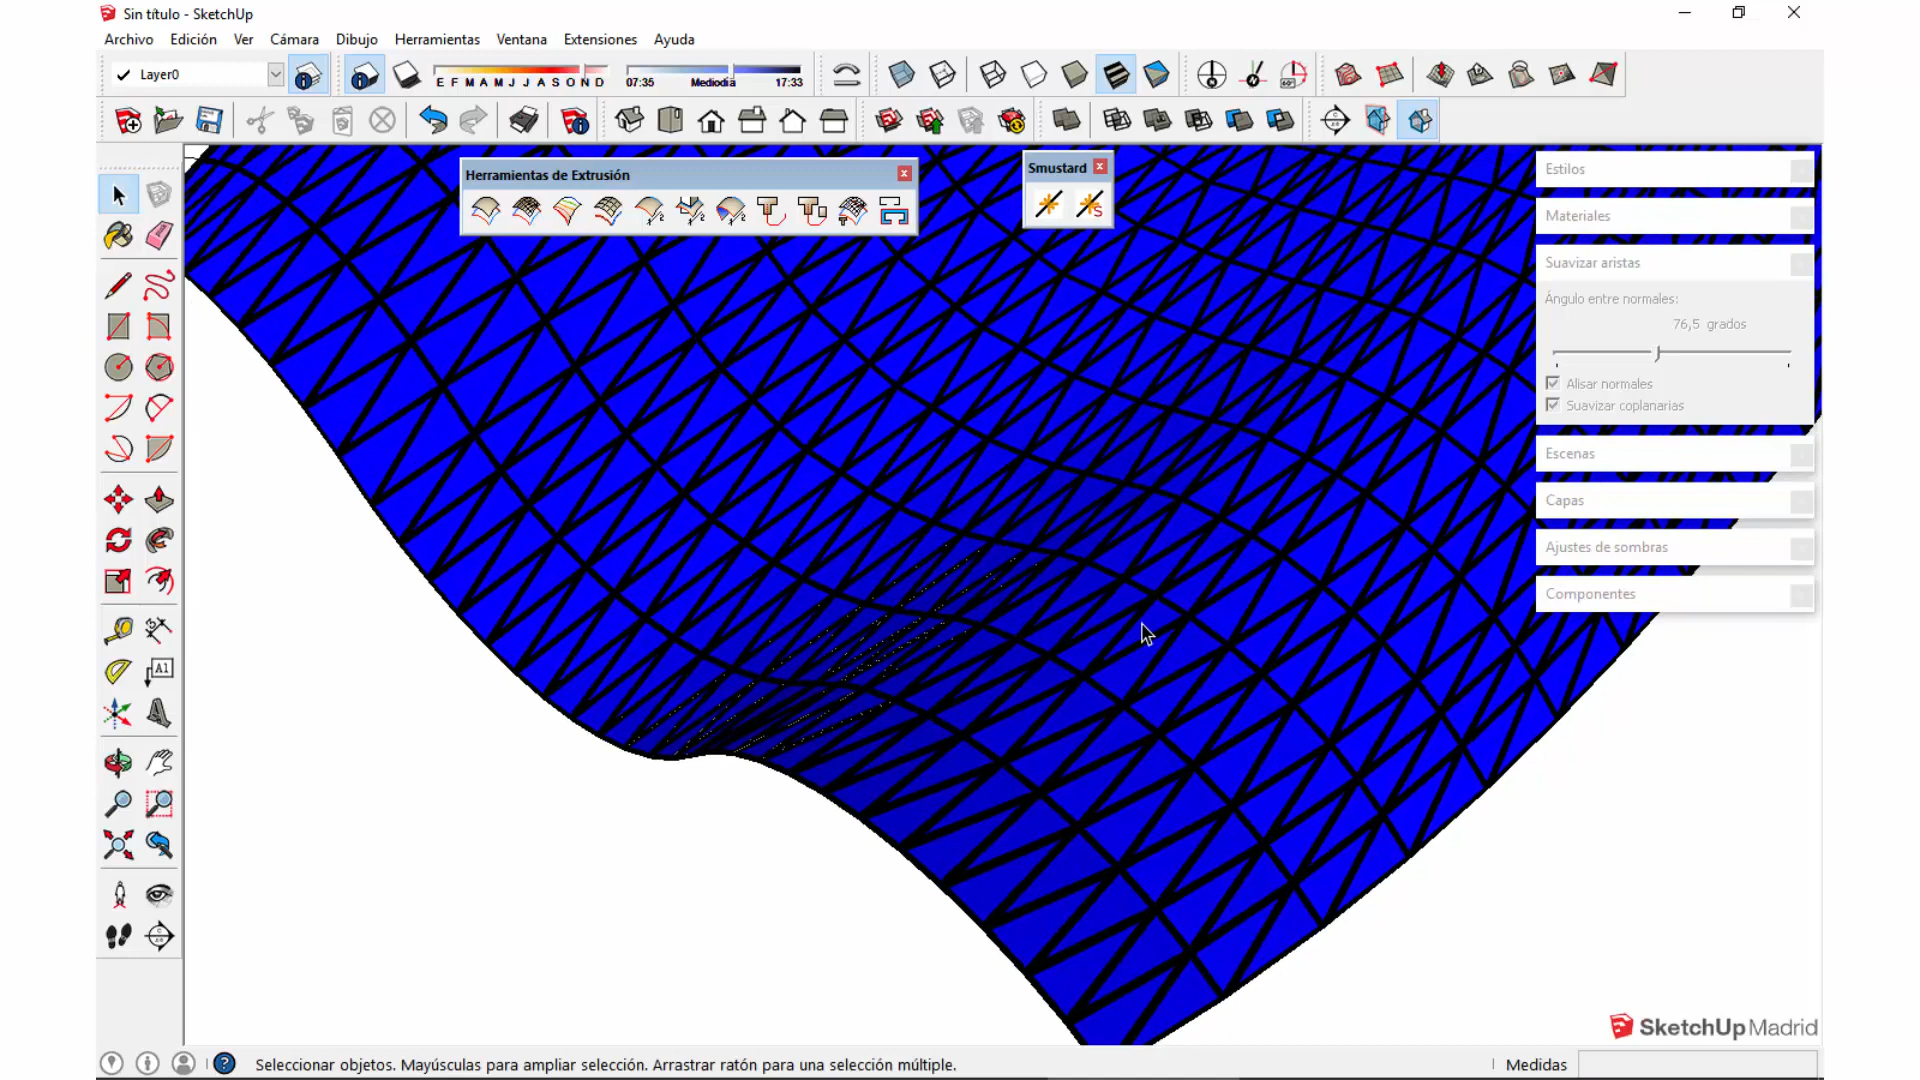 Sin título - SketchUp
Archivo Edición Ver Cámara Dibujo Herramientas Ventana Extensiones Ayuda
Layer0
E F M A M J J A S O N D
07:35 Mediodía 17:33
Herramientas de Extrusión
Smustard
Estilos
Materiales
Suavizar aristas
Ángulo entre normales:
76,5 grados
Alisar normales
Suavizar coplanarias
Escenas
Capas
Ajustes de sombras
Componentes
A1
SketchUp Madrid
Seleccionar objetos. Mayúsculas para ampliar selección. Arrastrar ratón para una selección múltiple.
Medidas